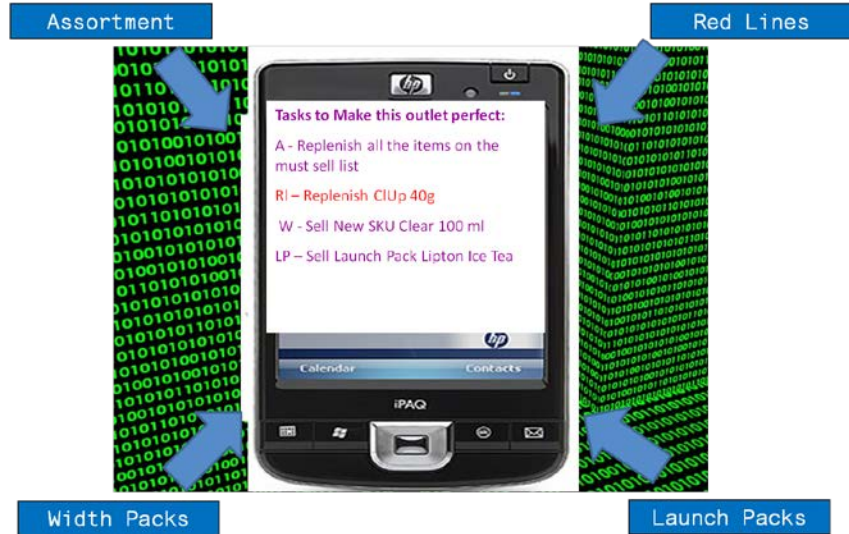 Assortment
Red Lines
hp
Tasks to Make this outlet perfect:
A - Replenish all the items on the
must sell list
Rl – Replenish ClUp 40g
W - Sell New SKU Clear 100 ml
LP – Sell Launch Pack Lipton Ice Tea
hp
Calendar
Contacts
iPAQ
Width Packs
Launch Packs